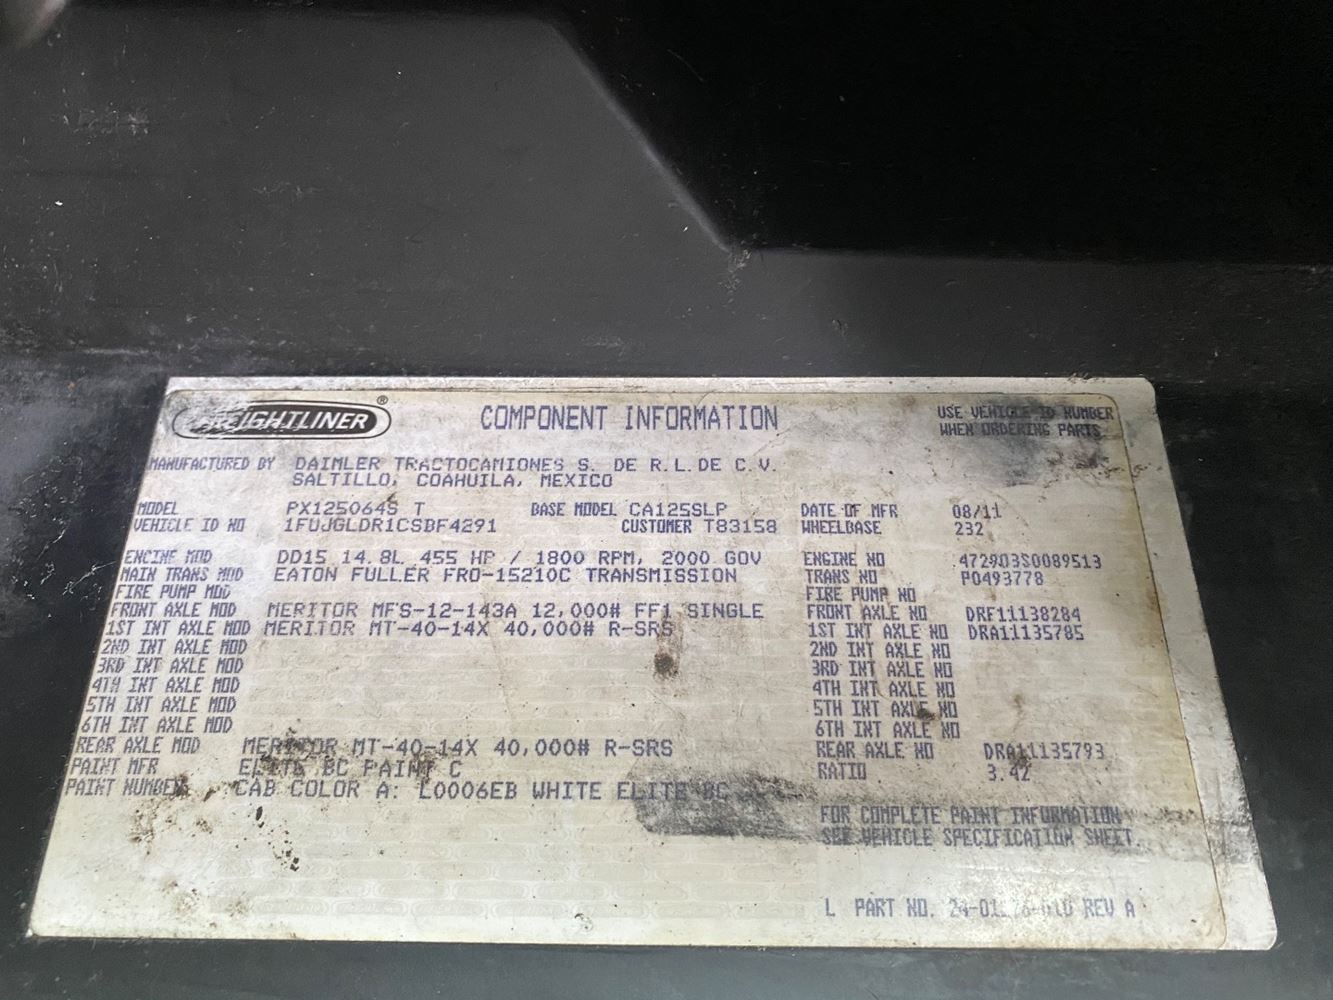 FREIGHTLINER ®
COMPONENT INFORMATION
USE VEHICLE ID NUMBER
WHEN ORDERING PARTS
MANUFACTURED BY DAIMLER TRACTOCAMIONES S. DE R.L.DE C.V.
SALTILLO, COAHUILA, MEXICO
MODEL PX125064S T BASE MODEL CA125SLP DATE OF MFR 08/11
VEHICLE ID NO 1FUJGLDR1CSBF4291 CUSTOMER T83158 WHEELBASE 232
ENGINE MOD DD15 14.8L 455 HP / 1800 RPM, 2000 GOV ENGINE NO 472903S0089513
MAIN TRANS MOD EATON FULLER FRO-15210C TRANSMISSION TRANS NO P0493778
FIRE PUMP MOD FIRE PUMP NO
FRONT AXLE MOD MERITOR MFS-12-143A 12,000# FF1 SINGLE FRONT AXLE NO DRF11138284
1ST INT AXLE MOD MERITOR MT-40-14X 40,000# R-SRS 1ST INT AXLE NO DRA11135785
2ND INT AXLE MOD 2ND INT AXLE NO
3RD INT AXLE MOD 3RD INT AXLE NO
4TH INT AXLE MOD 4TH INT AXLE NO
5TH INT AXLE MOD 5TH INT AXLE NO
6TH INT AXLE MOD 6TH INT AXLE NO
REAR AXLE MOD MERITOR MT-40-14X 40,000# R-SRS REAR AXLE NO DRA11135793
PAINT MFR ELITE BC PAINT C RATIO 3.42
PAINT NUMBER CAB COLOR A: L0006EB WHITE ELITE BC
FOR COMPLETE PAINT INFORMATION
SEE VEHICLE SPECIFICATION SHEET.
L PART NO. REV A